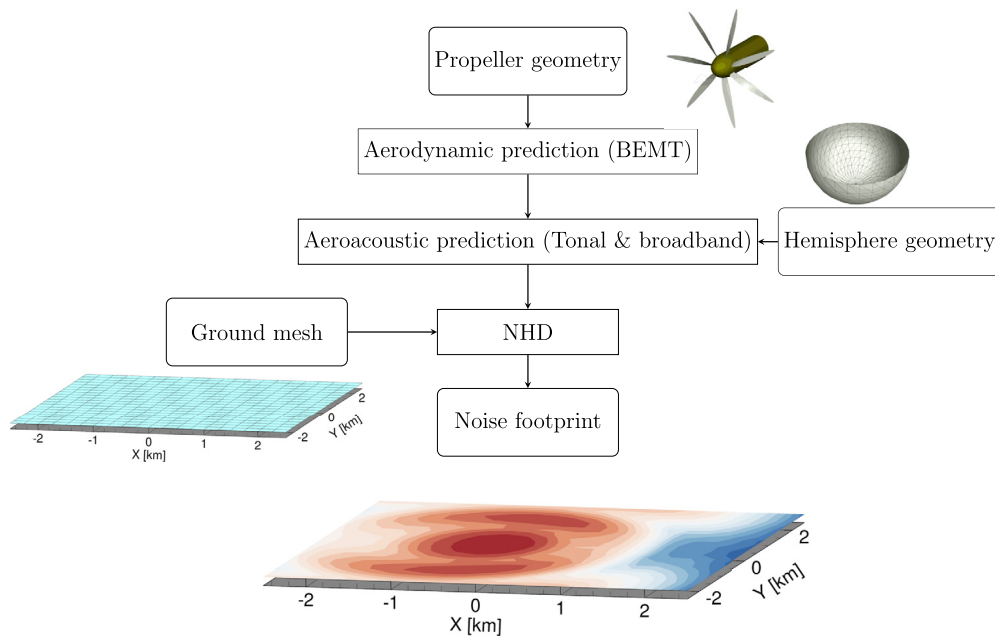 Propeller geometry
Aerodynamic prediction (BEMT)
Aeroacoustic prediction (Tonal & broadband)
Hemisphere geometry
Ground mesh
NHD
Noise footprint
-2 -1 0 1 2
X [km]
-2 0 2
Y [km]
-2 -1 0 1 2
X [km]
-2 0 2
Y [km]